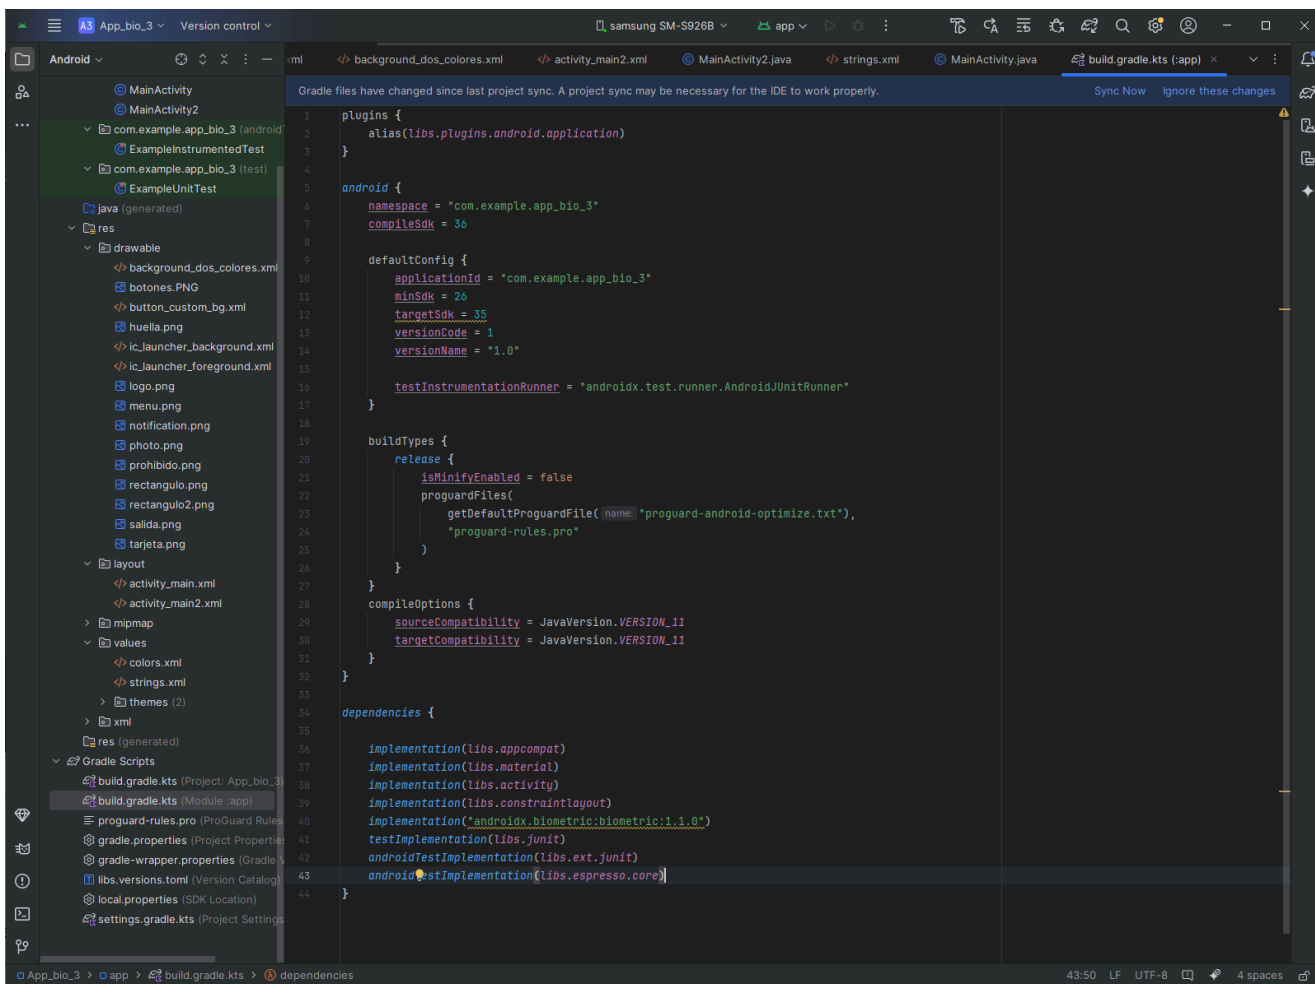 A3 App_bio_3 Version control samsung SM-S926B app
Android
ml background_dos_colores.xml activity_main2.xml MainActivity2.java strings.xml MainActivity.java build.gradle.kts (:app)
Gradle files have changed since last project sync. A project sync may be necessary for the IDE to work properly. Sync Now Ignore these changes
MainActivity
MainActivity2
com.example.app_bio_3 (android
ExampleInstrumentedTest
com.example.app_bio_3 (test)
ExampleUnitTest
java (generated)
res
drawable
background_dos_colores.xml
botones.PNG
button_custom_bg.xml
huella.png
ic_launcher_background.xml
ic_launcher_foreground.xml
logo.png
menu.png
notification.png
photo.png
prohibido.png
rectangulo.png
rectangulo2.png
salida.png
tarjeta.png
layout
activity_main.xml
activity_main2.xml
mipmap
values
colors.xml
strings.xml
themes (2)
xml
res (generated)
Gradle Scripts
build.gradle.kts (Project: App_bio_3)
build.gradle.kts (Module :app)
proguard-rules.pro (ProGuard Rules
gradle.properties (Project Propertie
gradle-wrapper.properties (Gradle V
libs.versions.toml (Version Catalog)
local.properties (SDK Location)
settings.gradle.kts (Project Settings
1 plugins {
2 alias(libs.plugins.android.application)
3 }
4
5 android {
6 namespace = "com.example.app_bio_3"
7 compileSdk = 36
8
9 defaultConfig {
10 applicationId = "com.example.app_bio_3"
11 minSdk = 26
12 targetSdk = 35
13 versionCode = 1
14 versionName = "1.0"
15
16 testInstrumentationRunner = "androidx.test.runner.AndroidJUnitRunner"
17 }
18
19 buildTypes {
20 release {
21 isMinifyEnabled = false
22 proguardFiles(
23 getDefaultProguardFile( name: "proguard-android-optimize.txt"),
24 "proguard-rules.pro"
25 )
26 }
27 }
28 compileOptions {
29 sourceCompatibility = JavaVersion.VERSION_11
30 targetCompatibility = JavaVersion.VERSION_11
31 }
32 }
33
34 dependencies {
35
36 implementation(libs.appcompat)
37 implementation(libs.material)
38 implementation(libs.activity)
39 implementation(libs.constraintlayout)
40 implementation("androidx.biometric:biometric:1.1.0")
41 testImplementation(libs.junit)
42 androidTestImplementation(libs.ext.junit)
43 androidTestImplementation(libs.espresso.core)
44 }
App_bio_3 > app > build.gradle.kts > dependencies 43:50 LF UTF-8 4 spaces